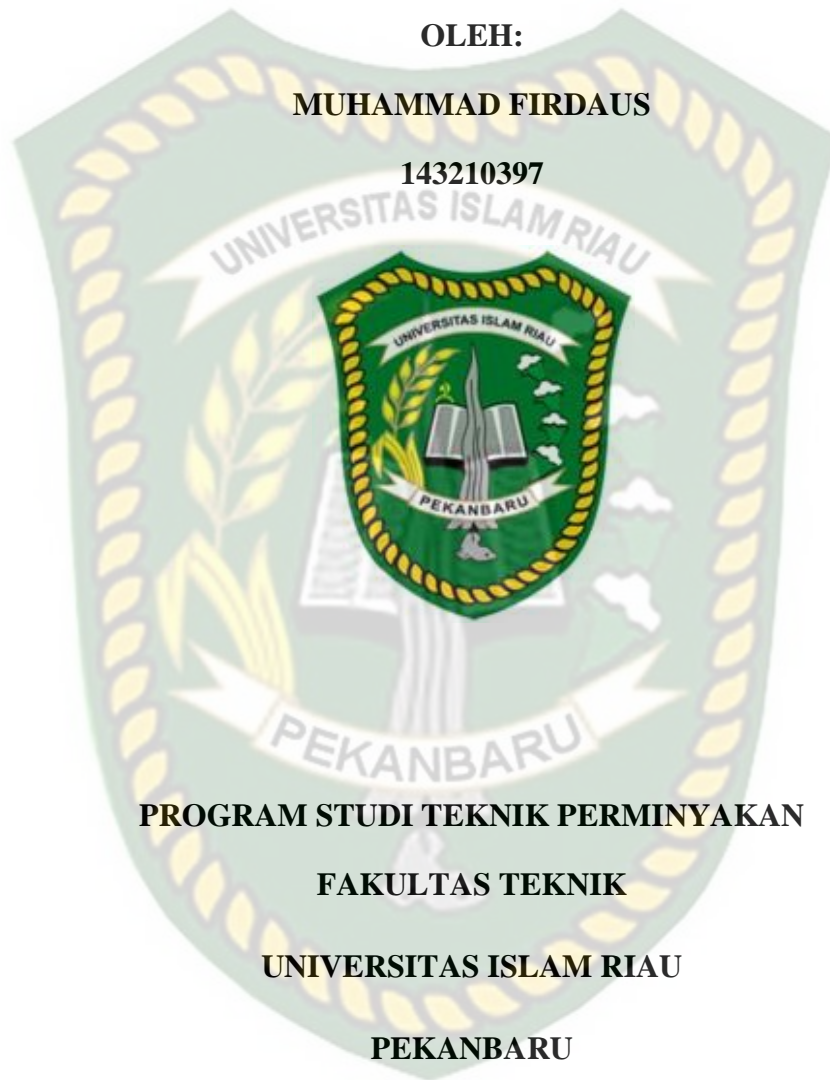 OLEH:
MUHAMMAD FIRDAUS
143210397
UNIVERSITAS ISLAM RIAU
UNIVERSITAS ISLAM RIAU
PEKANBARU
PEKANBARU
PROGRAM STUDI TEKNIK PERMINYAKAN
FAKULTAS TEKNIK
UNIVERSITAS ISLAM RIAU
PEKANBARU